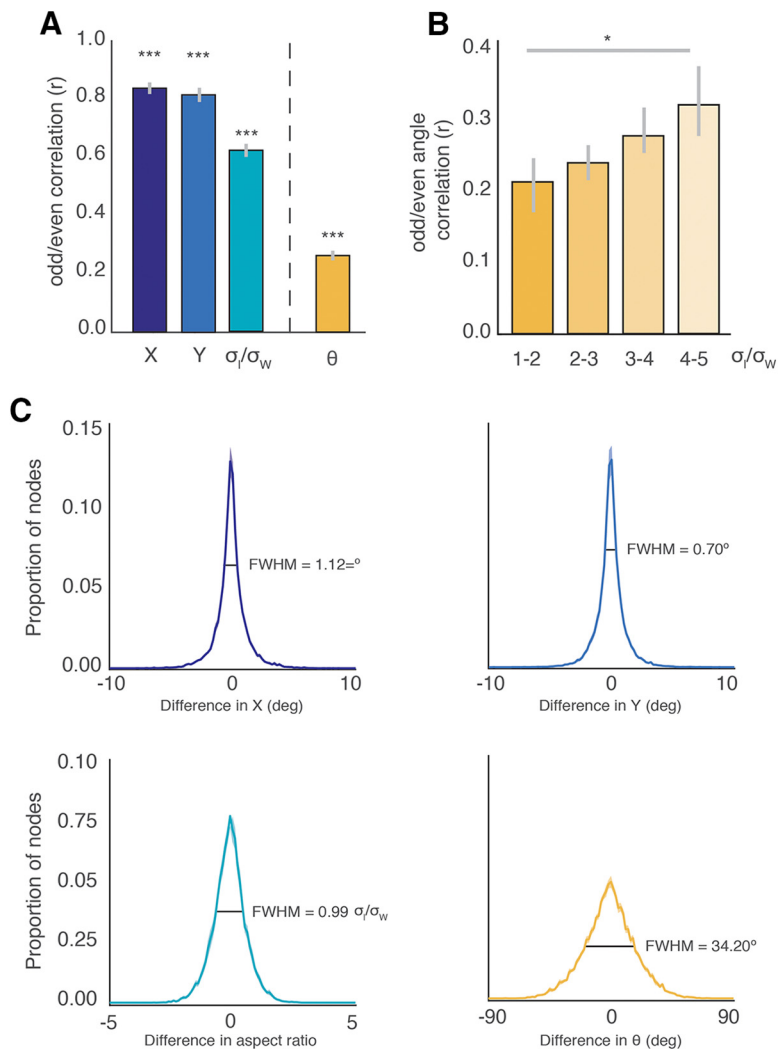 A
odd/even correlation (r)
1.0
0.8
0.6
0.4
0.2
0.0
***
***
***
***
X
Y
σl/σw
θ
B
odd/even angle
correlation (r)
0.4
0.3
0.2
0.1
0.0
*
1-2
2-3
3-4
4-5
σl/σw
C
Proportion of nodes
0.15
0.10
0.05
0.00
FWHM = 1.12=º
-10
0
10
Difference in X (deg)
FWHM = 0.70º
-10
0
10
Difference in Y (deg)
Proportion of nodes
0.10
0.75
0.05
0.25
0.00
FWHM = 0.99 σl/σw
-5
0
5
Difference in aspect ratio
FWHM = 34.20º
-90
0
90
Difference in θ (deg)